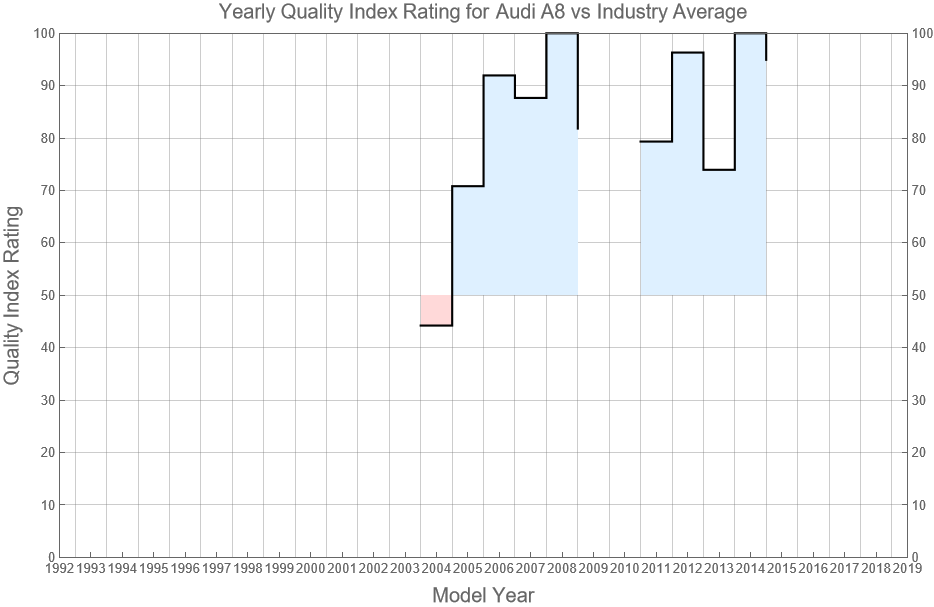 Yearly Quality Index Rating for Audi A8 vs Industry Average
100 100
90 90
80 80
70 70
60 60
50 50
40 40
30 30
20 20
10 10
0 0
Quality Index Rating
1992 1993 1994 1995 1996 1997 1998 1999 2000 2001 2002 2003 2004 2005 2006 2007 2008 2009 2010 2011 2012 2013 2014 2015 2016 2017 2018 2019
Model Year